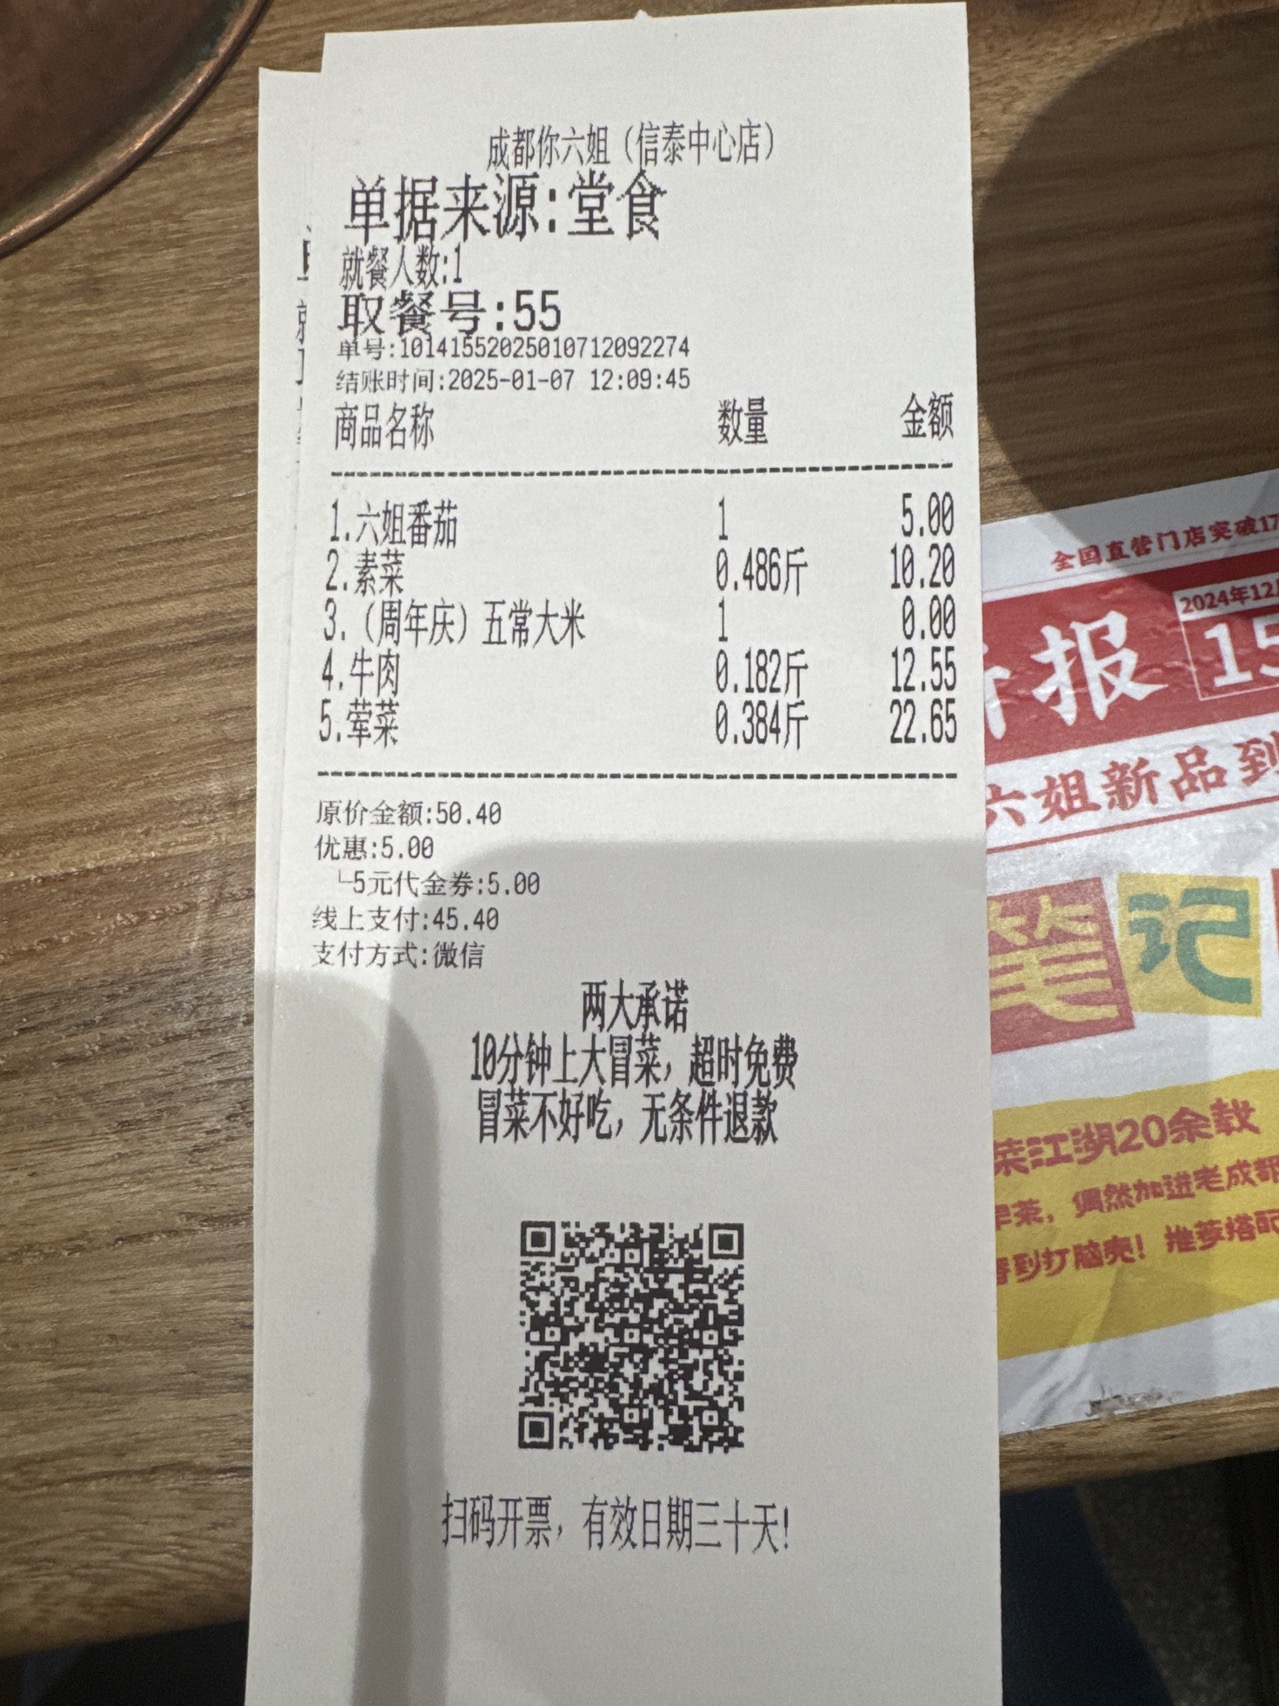 成都你六姐（信泰中心店）
单据来源:堂食
就餐人数:1
取餐号:55
单号:10141552025010712092274
结账时间:2025-01-07 12:09:45
商品名称 数量 金额
1.六姐番茄 1 5.00
2.素菜 0.486斤 10.20
3.（周年庆）五常大米 1 0.00
4.牛肉 0.182斤 12.55
5.荤菜 0.384斤 22.65
原价金额:50.40
优惠:5.00
└5元代金券:5.00
线上支付:45.40
支付方式:微信
两大承诺
10分钟上大冒菜，超时免费
冒菜不好吃，无条件退款
扫码开票，有效日期三十天!
全国直营门店突破17
2024年12
报
15
六姐新品到
笔记
菜江湖20余载
，偶然加进老成都
到打脑壳！推荐搭配